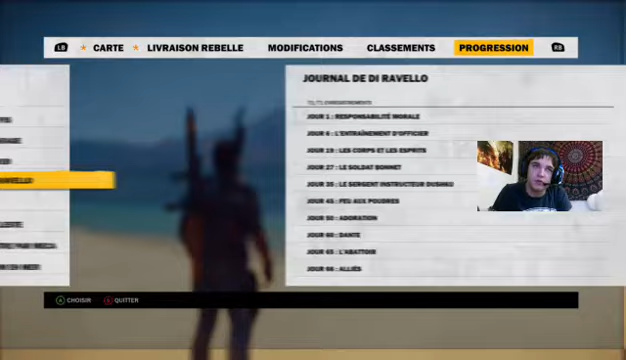 LB CARTE LIVRAISON REBELLE MODIFICATIONS CLASSEMENTS PROGRESSION RB
JOURNAL DE DI RAVELLO
JOUR 1 : RESPONSABILITÉ MORALE
JOUR 6 : L'ENTRAÎNEMENT D'OFFICIER
JOUR 19 : LES CORPS ET LES ESPRITS
JOUR 27 : LE SOLDAT BONNET
JOUR 35 : LE SERGENT INSTRUCTEUR DUSHKU
JOUR 45 : FEU AUX POUDRES
JOUR 50 : ADORATION
JOUR 60 : DANTE
JOUR 65 : L'ABATTOIR
JOUR 68 : ALLIÉS
A CHOISIR B QUITTER